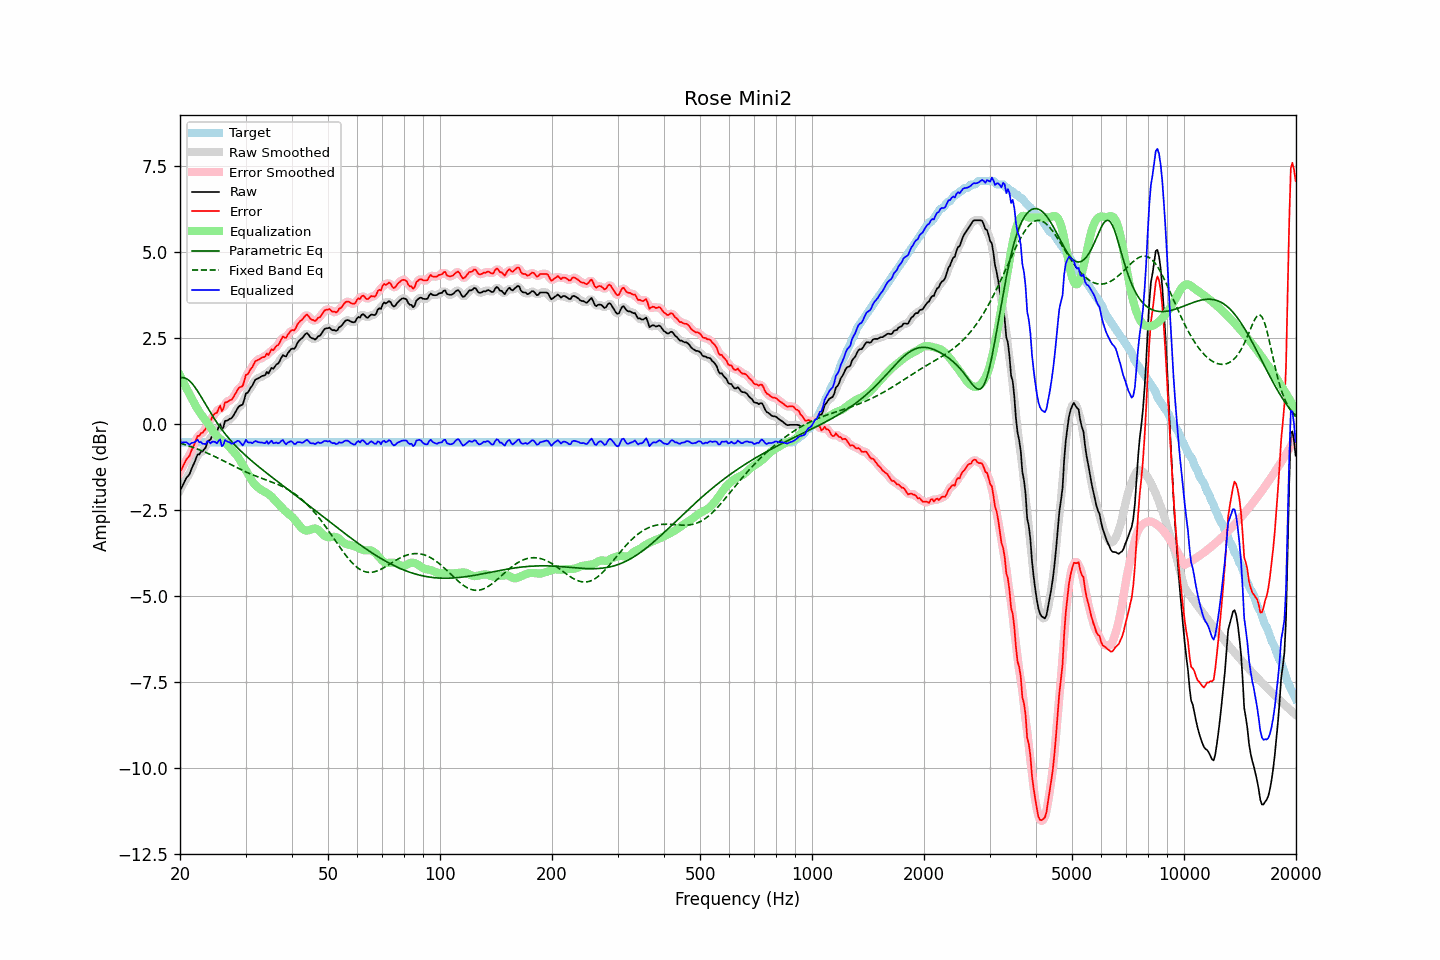 Rose Mini2
Target
Raw Smoothed
Error Smoothed
Raw
Error
Equalization
Parametric Eq
Fixed Band Eq
Equalized
Amplitude (dBr)
7.5
5.0
2.5
0.0
−2.5
−5.0
−7.5
−10.0
−12.5
20 50 100 200 500 1000 2000 5000 10000 20000
Frequency (Hz)